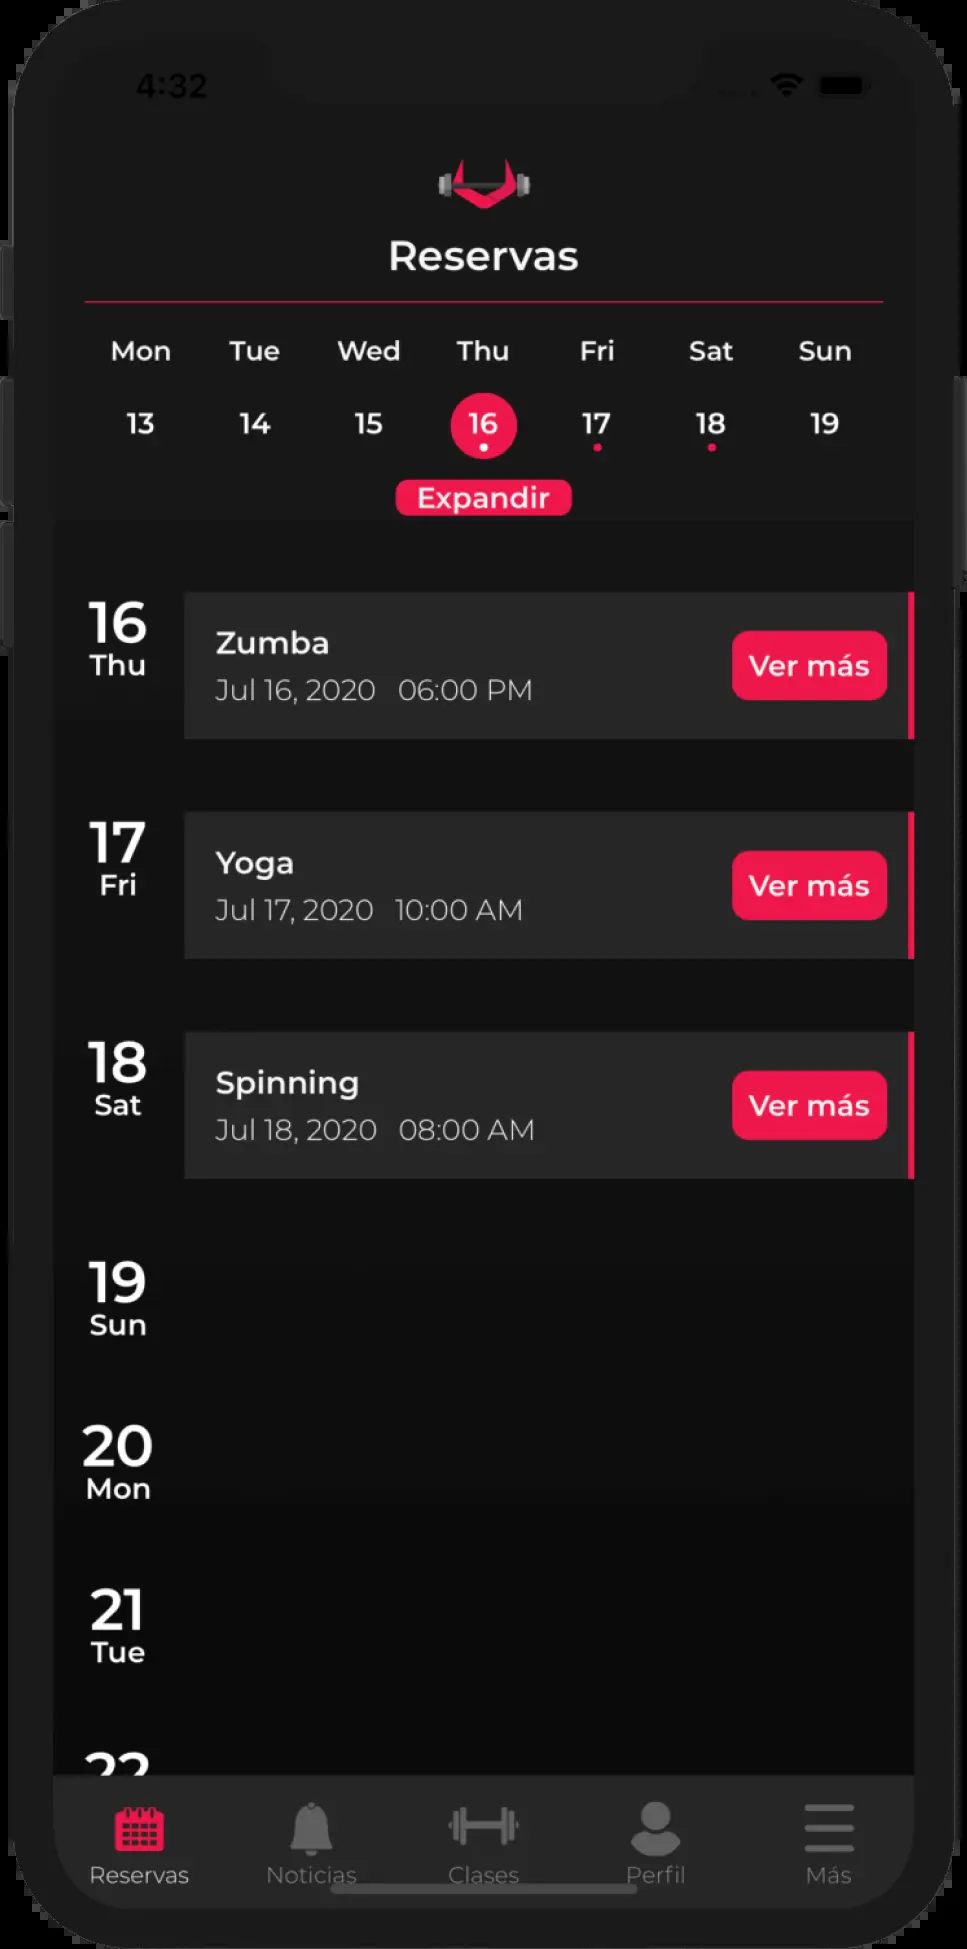 4:32
Reservas
Mon Tue Wed Thu Fri Sat Sun
13 14 15 16 17 18 19
Expandir
16
Thu
Zumba
Jul 16, 2020 06:00 PM
Ver más
17
Fri
Yoga
Jul 17, 2020 10:00 AM
Ver más
18
Sat
Spinning
Jul 18, 2020 08:00 AM
Ver más
19
Sun
20
Mon
21
Tue
22
Reservas Noticias Clases Perfil Más